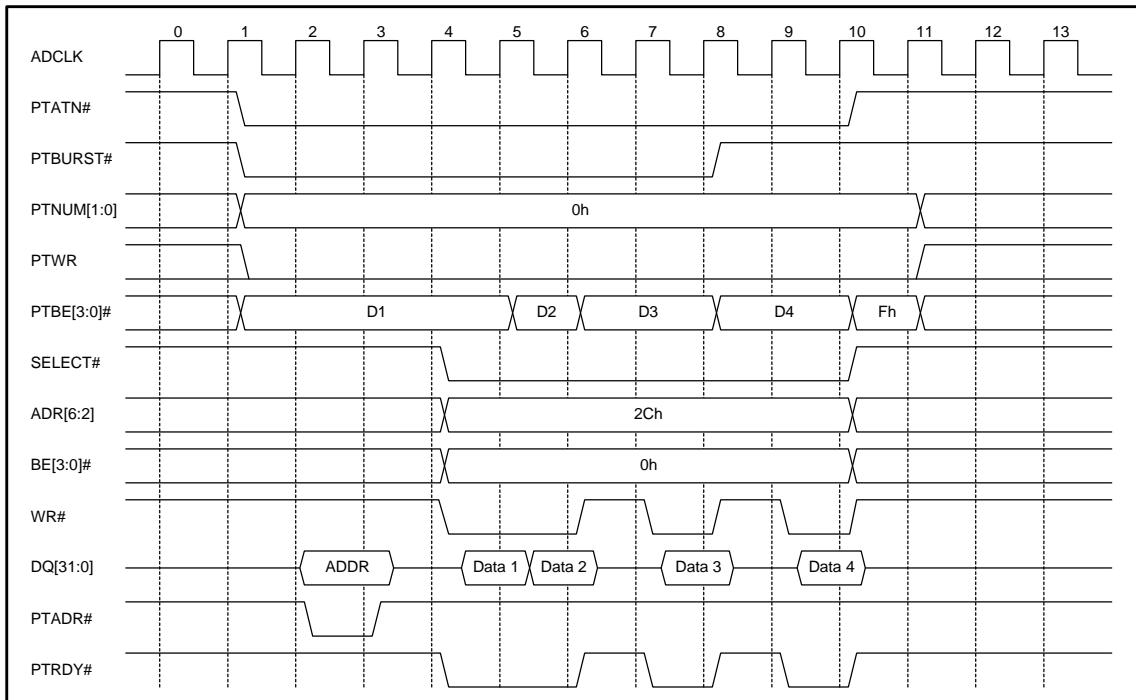 0 1 2 3 4 5 6 7 8 9 10 11 12 13
ADCLK
PTATN#
PTBURST#
PTNUM[1:0] 0h
PTWR
PTBE[3:0]# D1 D2 D3 D4 Fh
SELECT#
ADR[6:2] 2Ch
BE[3:0]# 0h
WR#
DQ[31:0] ADDR Data 1 Data 2 Data 3 Data 4
PTADR#
PTRDY#